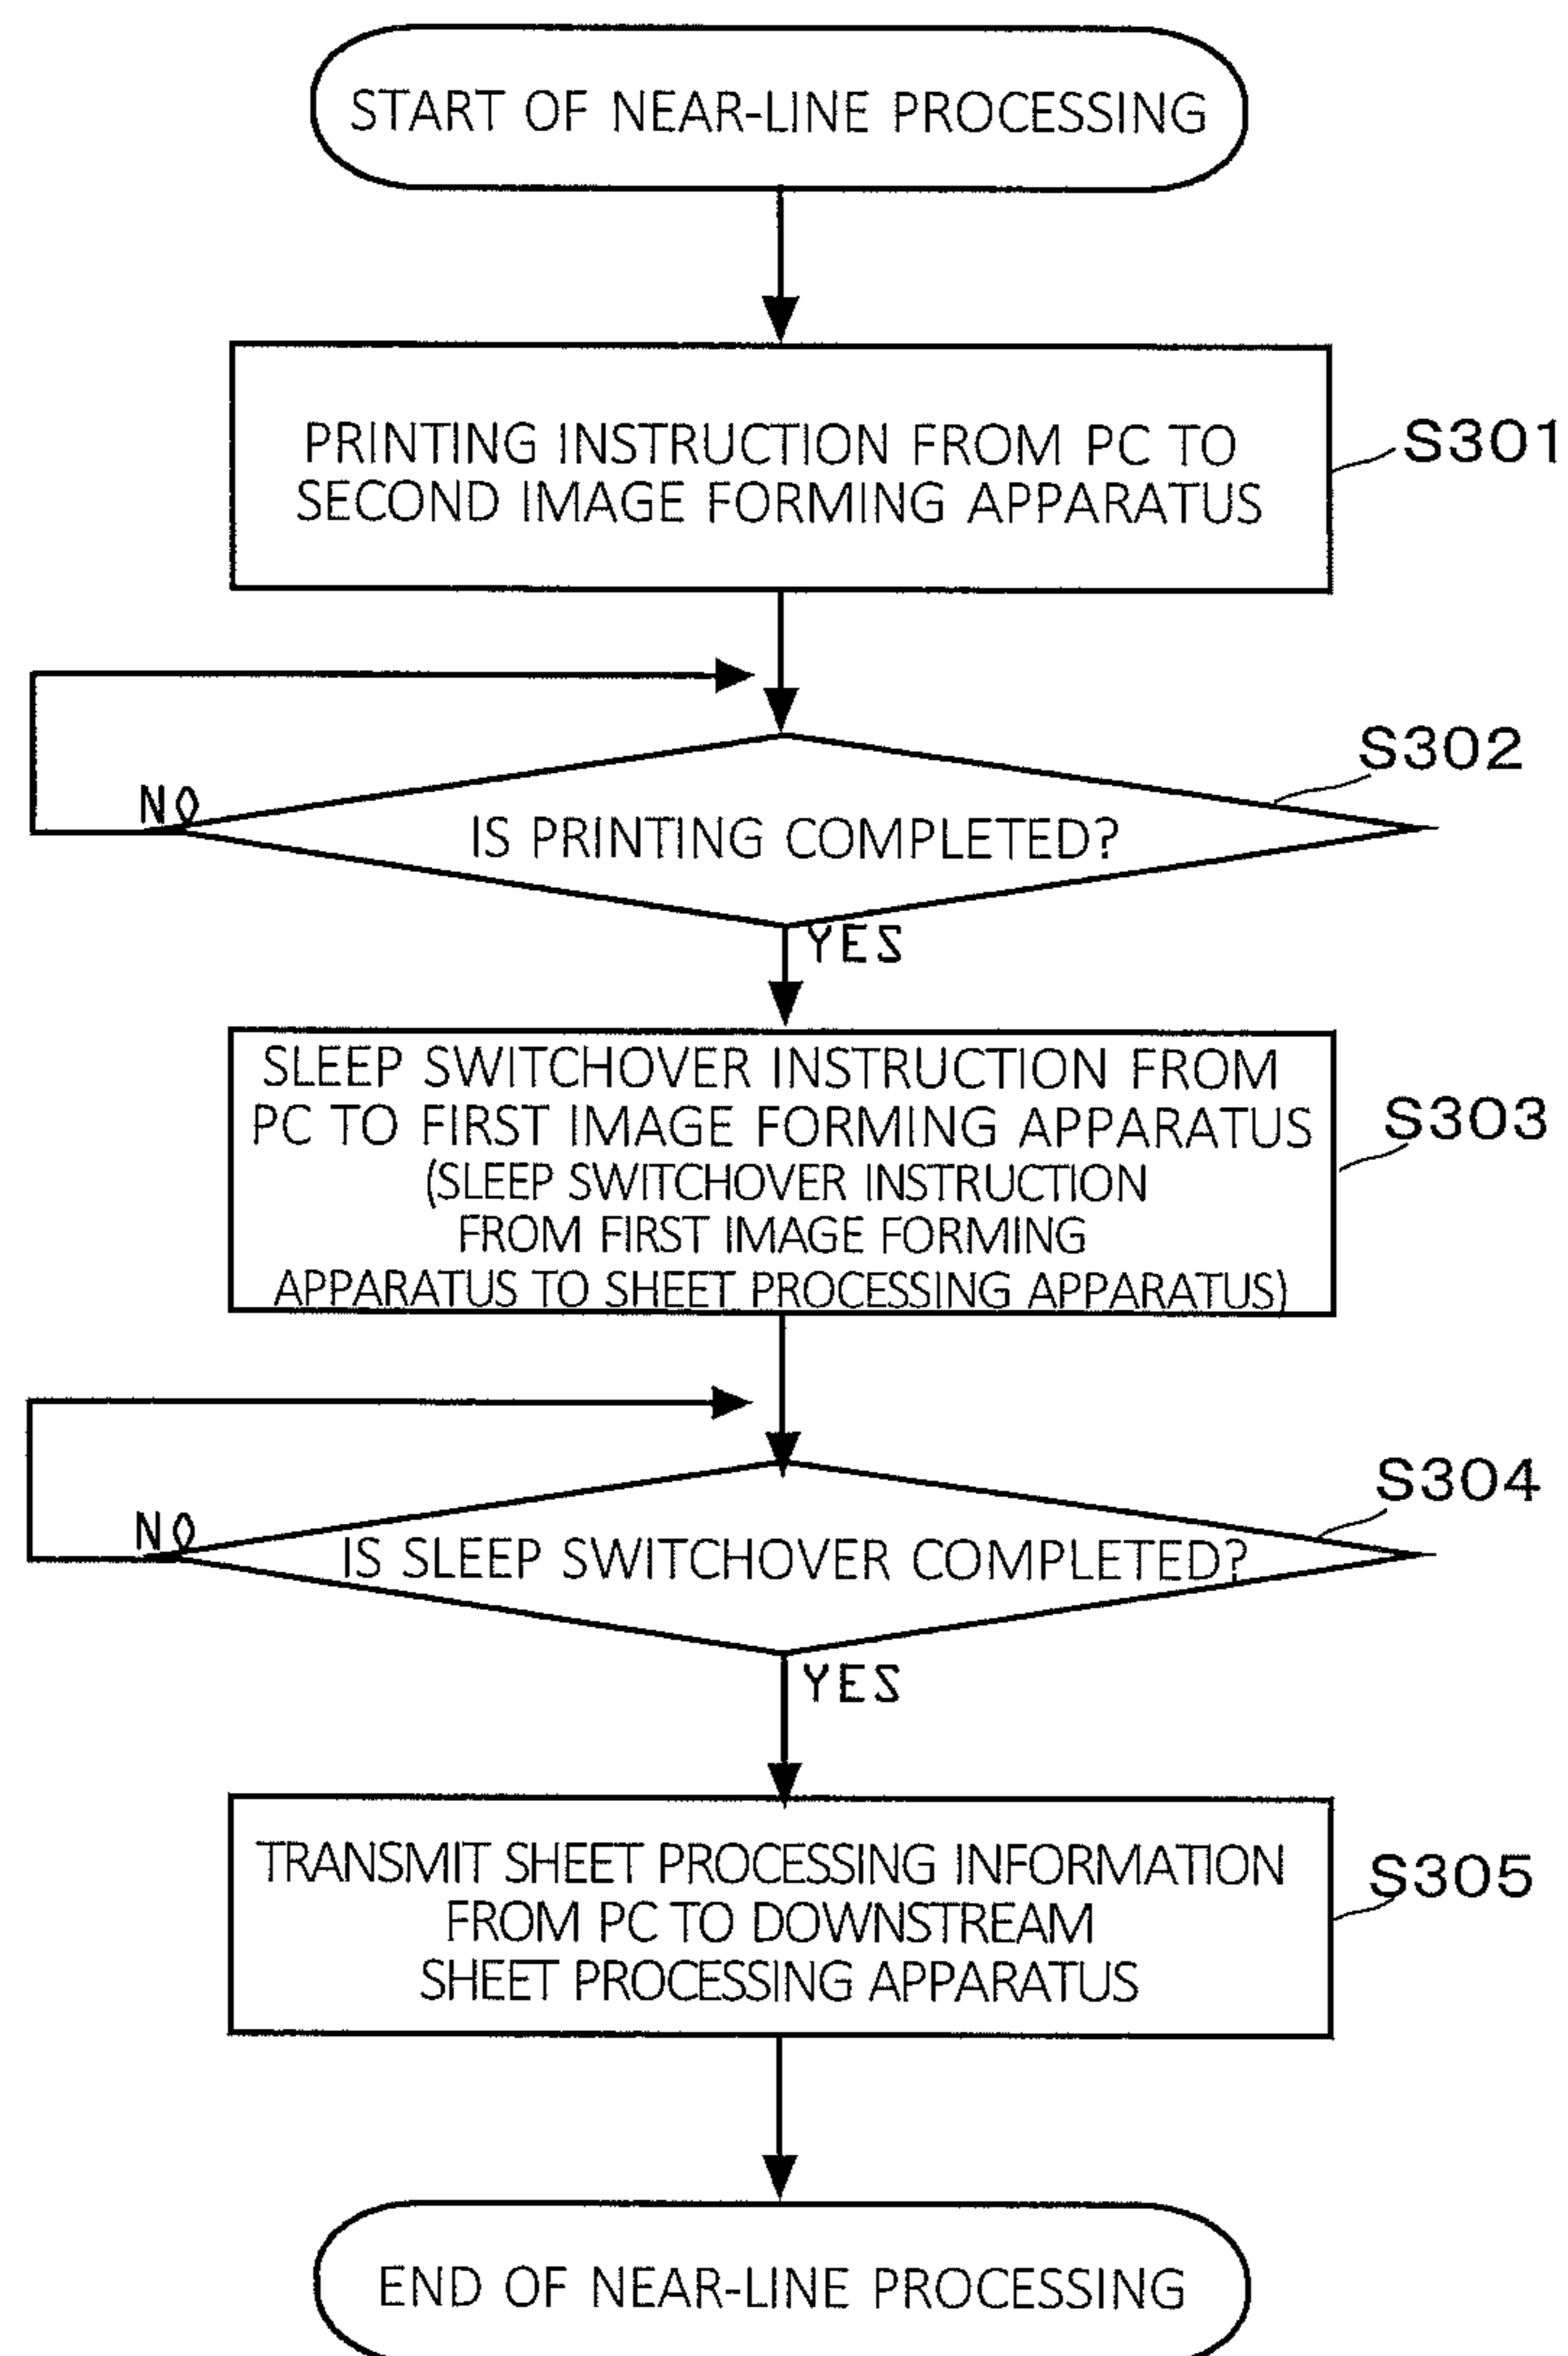 START OF NEAR-LINE PROCESSING
PRINTING INSTRUCTION FROM PC TO
SECOND IMAGE FORMING APPARATUS
S301
S302
NO
IS PRINTING COMPLETED?
YES
SLEEP SWITCHOVER INSTRUCTION FROM
PC TO FIRST IMAGE FORMING APPARATUS
(SLEEP SWITCHOVER INSTRUCTION
FROM FIRST IMAGE FORMING
APPARATUS TO SHEET PROCESSING APPARATUS)
S303
S304
NO
IS SLEEP SWITCHOVER COMPLETED?
YES
TRANSMIT SHEET PROCESSING INFORMATION
FROM PC TO DOWNSTREAM
SHEET PROCESSING APPARATUS
S305
END OF NEAR-LINE PROCESSING